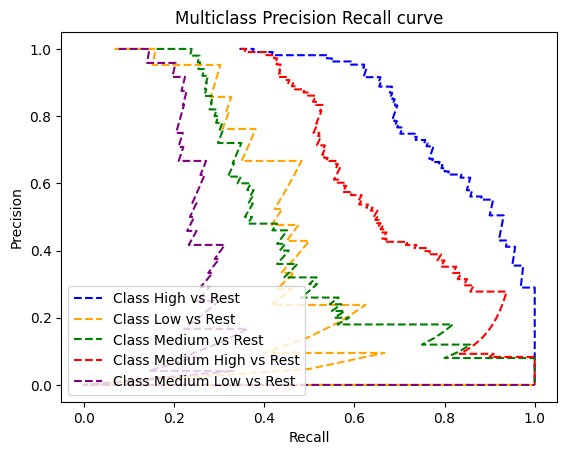 Multiclass Precision Recall curve
Precision
1.0
0.8
0.6
0.4
0.2
0.0
Class High vs Rest
Class Low vs Rest
Class Medium vs Rest
Class Medium High vs Rest
Class Medium Low vs Rest
0.0 0.2 0.4 0.6 0.8 1.0
Recall